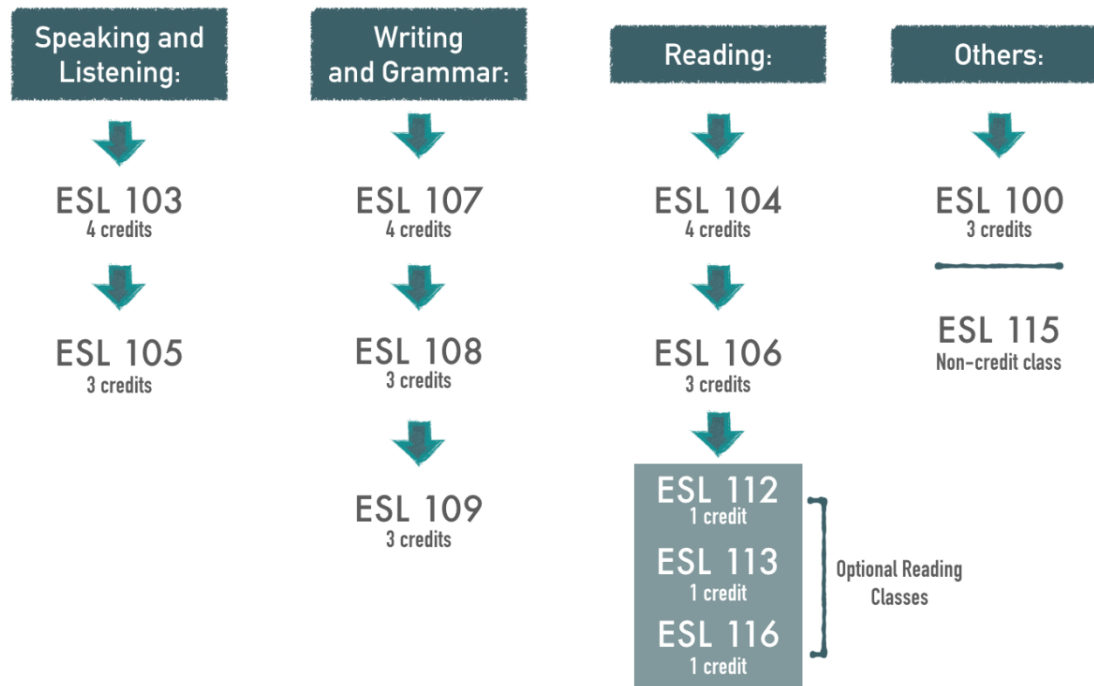 Speaking and
Listening:
ESL 103
4 credits
ESL 105
3 credits
Writing
and Grammar:
ESL 107
4 credits
ESL 108
3 credits
ESL 109
3 credits
Reading:
ESL 104
4 credits
ESL 106
3 credits
ESL 112
1 credit
ESL 113
1 credit
ESL 116
1 credit
Optional Reading
Classes
Others:
ESL 100
3 credits
ESL 115
Non-credit class